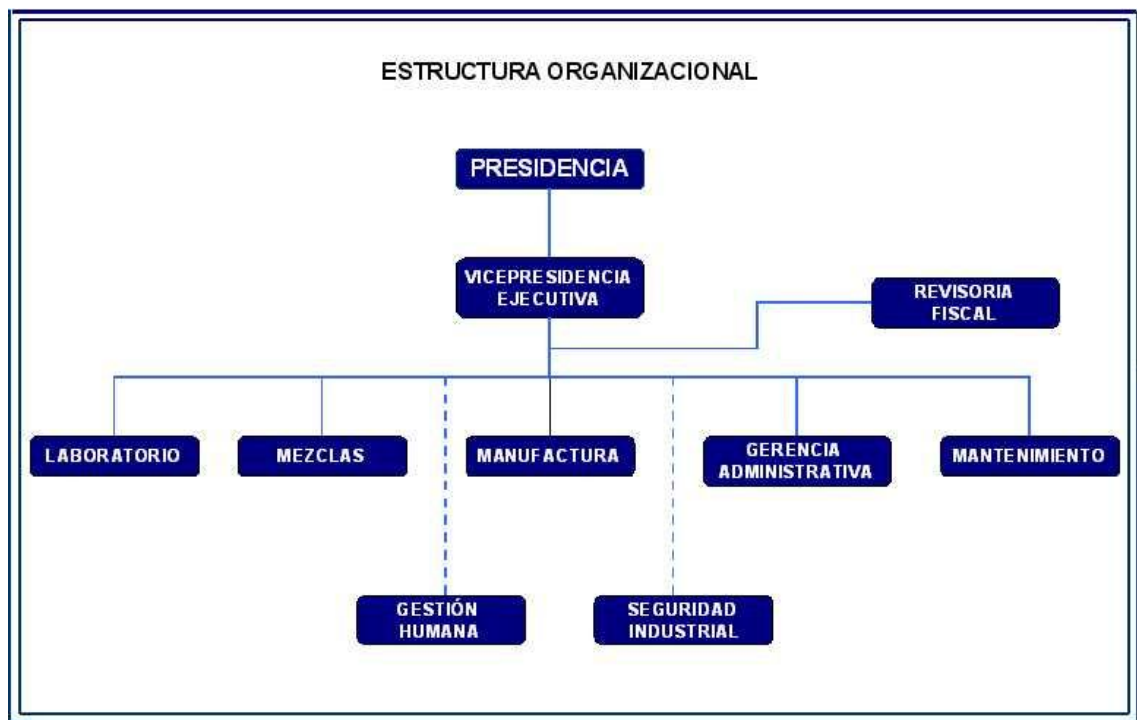 ESTRUCTURA ORGANIZACIONAL
PRESIDENCIA
VICEPRESIDENCIA
EJECUTIVA
REVISORIA
FISCAL
LABORATORIO
MEZCLAS
MANUFACTURA
GERENCIA
ADMINISTRATIVA
MANTENIMIENTO
GESTIÓN
HUMANA
SEGURIDAD
INDUSTRIAL